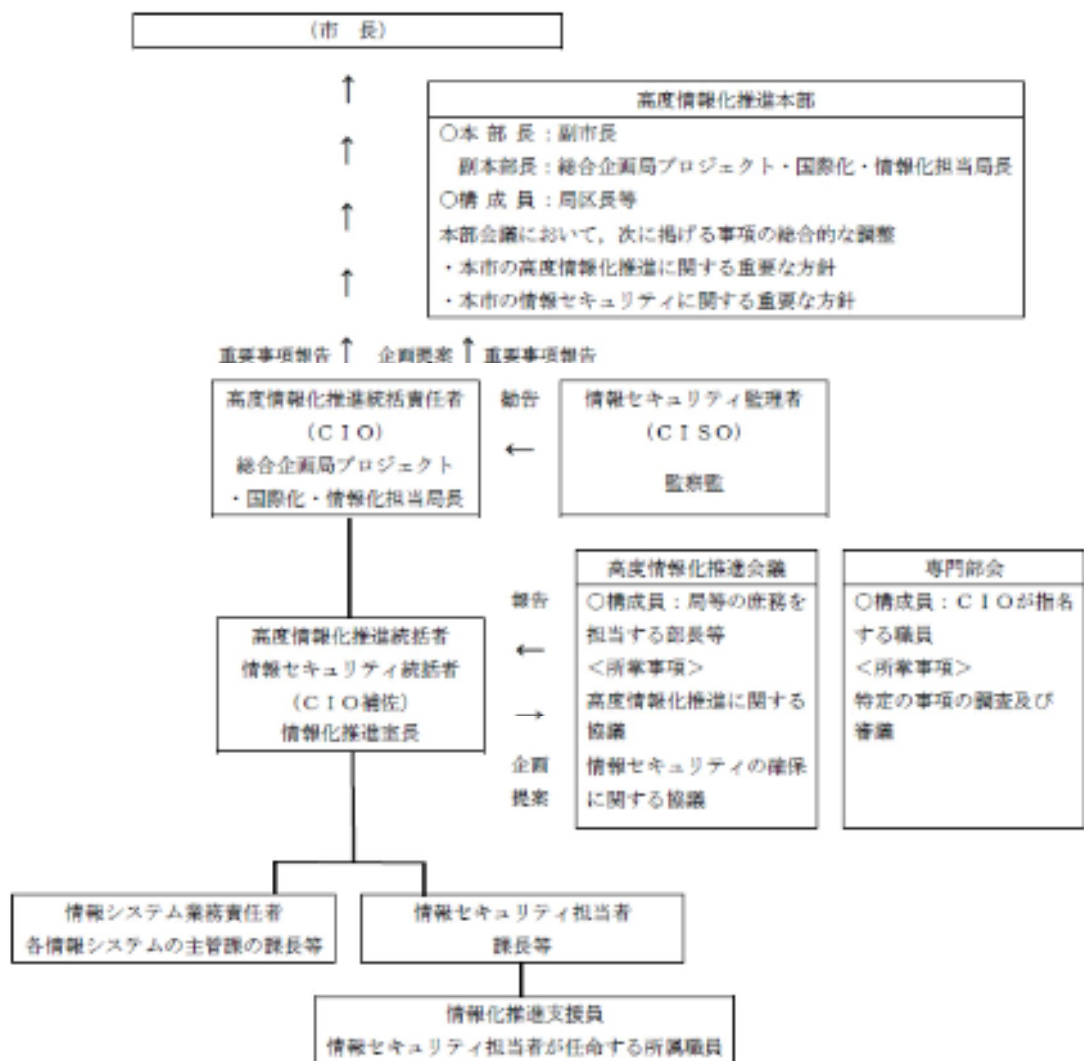 (市 長)
↑
↑
↑
↑
高度情報化推進本部
○本 部 長：副市長
副本部長：総合企画局プロジェクト・国際化・情報化担当局長
○構 成 員：局区長等
本部会議において，次に掲げる事項の総合的な調整
・本市の高度情報化推進に関する重要な方針
・本市の情報セキュリティに関する重要な方針
重要事項報告 ↑ 企画提案 ↑ 重要事項報告
高度情報化推進統括責任者
(ＣＩＯ)
総合企画局プロジェクト
・国際化・情報化担当局長
勧告
←
情報セキュリティ監理者
(ＣＩＳＯ)
監察監
高度情報化推進統括者
情報セキュリティ統括者
(ＣＩＯ補佐)
情報化推進室長
報告
←
→
企画
提案
高度情報化推進会議
○構成員：局等の庶務を
担当する部長等
＜所掌事項＞
高度情報化推進に関する
協議
情報セキュリティの確保
に関する協議
専門部会
○構成員：ＣＩＯが指名
する職員
＜所掌事項＞
特定の事項の調査及び
審議
情報システム業務責任者
各情報システムの主管課の課長等
情報セキュリティ担当者
課長等
情報化推進支援員
情報セキュリティ担当者が任命する所属職員